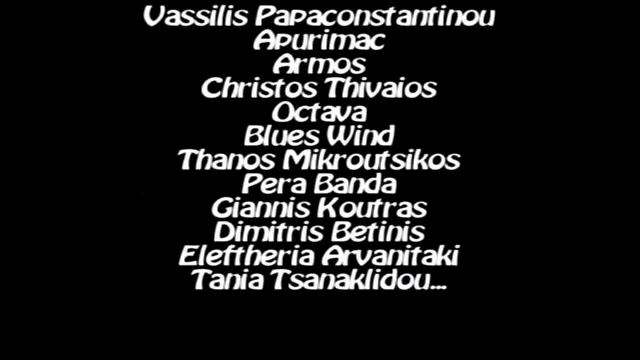 Vassilis Papaconstantinou
Apurimac
Armos
Christos Thivaios
Octava
Blues Wind
Thanos Mikroutsikos
Pera Banda
Giannis Koutras
Dimitris Betinis
Eleftheria Arvanitaki
Tania Tsanaklidou...